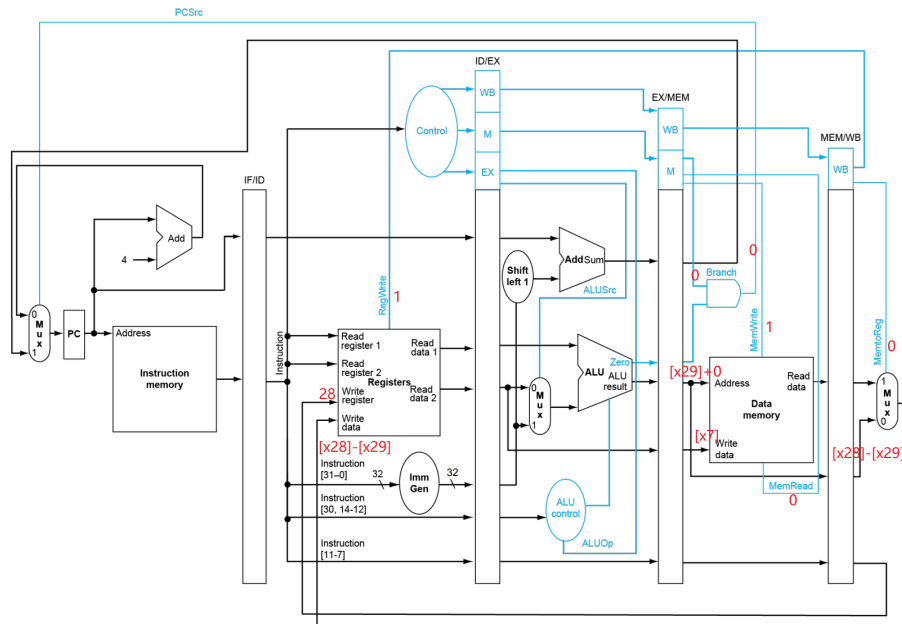 PCSrc
ID/EX
WB
EX/MEM
Control
M
WB
MEM/WB
EX
M
WB
IF/ID
Add
4
Add Sum
Shift
left 1
0
0
Branch
ALUSrc
RegWrite
1
MemWrite
1
MemtoReg
0
0
Mux
1
PC
Address
Instruction
memory
Instruction
Read
register 1
Read
data 1
Read
register 2
Registers
Read
data 2
28
Write
register
Write
data
[x28]-[x29]
0
Mux
1
Zero
ALU
ALU
result
[x29]+0
Address
Read
data
Data
memory
[x7]
Write
data
1
Mux
0
[x28]-[x29]
MemRead
0
Instruction
[31–0]
32
Imm
Gen
32
Instruction
[30, 14-12]
ALU
control
ALUOp
Instruction
[11-7]